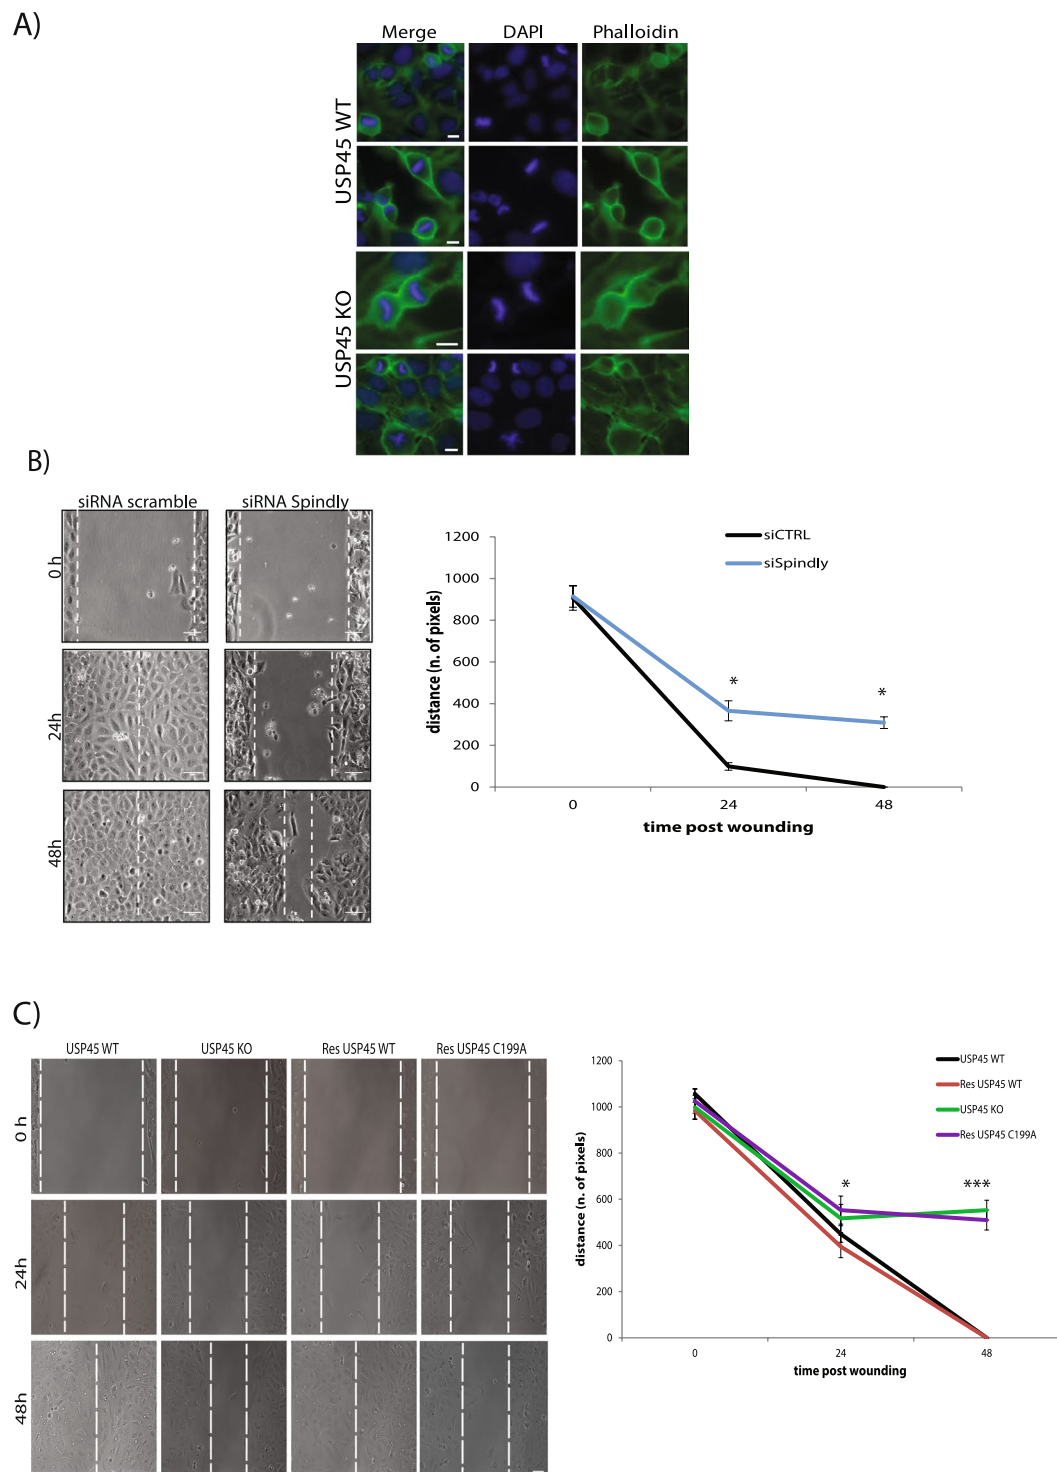 A)
Merge DAPI Phalloidin
USP45 WT
USP45 KO
B)
siRNA scramble siRNA Spindly
0 h
24h
48h
siCTRL
siSpindly
1200
1000
800
600
400
200
0
distance (n. of pixels)
* *
0 24 48
time post wounding
C)
USP45 WT USP45 KO Res USP45 WT Res USP45 C199A
0 h
24h
48h
USP45 WT
Res USP45 WT
USP45 KO
Res USP45 C199A
1200
1000
800
600
400
200
0
distance (n. of pixels)
* ***
0 24 48
time post wounding